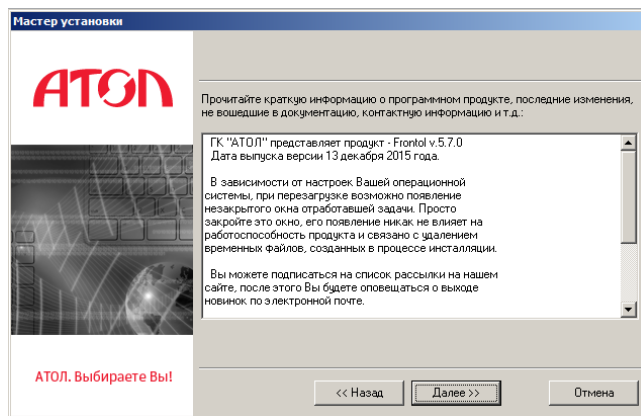 Мастер установки
АТОЛ
Прочитайте краткую информацию о программном продукте, последние изменения,
не вошедшие в документацию, контактную информацию и т.д.:
ГК "АТОЛ" представляет продукт - Frontol v.5.7.0
Дата выпуска версии 13 декабря 2015 года.
В зависимости от настроек Вашей операционной
системы, при перезагрузке возможно появление
незакрытого окна отработавшей задачи. Просто
закройте это окно, его появление никак не влияет на
работоспособность продукта и связано с удалением
временных файлов, созданных в процессе инсталляции.
Вы можете подписаться на список рассылки на нашем
сайте, после этого Вы будете оповещаться о выходе
новинок по электронной почте.
АТОЛ. Выбираете Вы!
<< Назад
Далее >>
Отмена